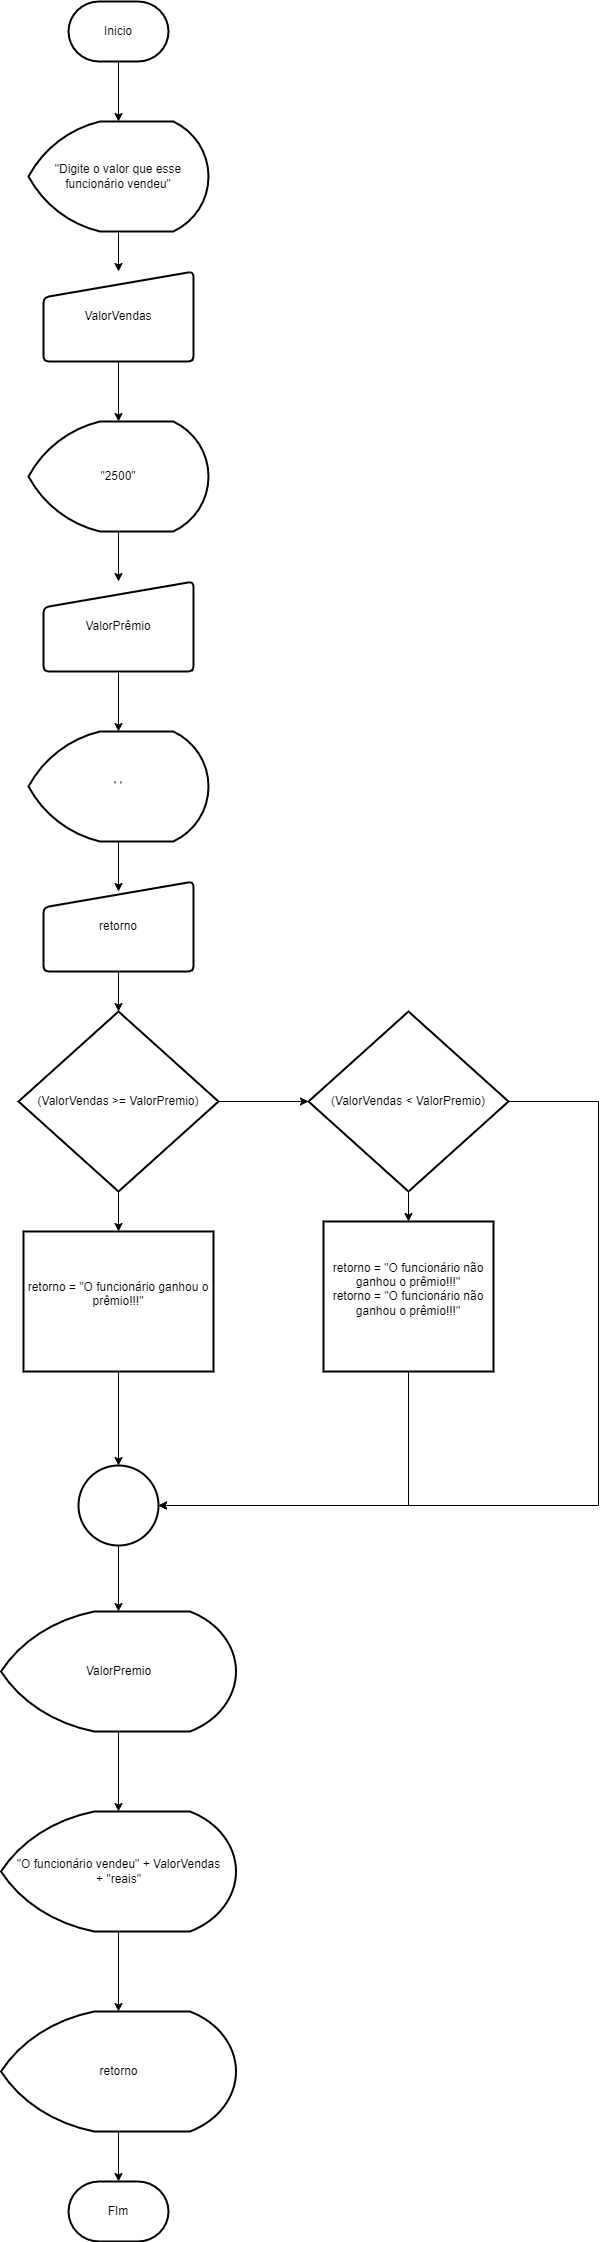 Inicio
"Digite o valor que esse
funcionário vendeu"
ValorVendas
"2500"
ValorPrêmio
' '
retorno
(ValorVendas >= ValorPremio)
(ValorVendas < ValorPremio)
retorno = "O funcionário ganhou o
prêmio!!!"
retorno = "O funcionário não
ganhou o prêmio!!!"
retorno = "O funcionário não
ganhou o prêmio!!!"
ValorPremio
"O funcionário vendeu" + ValorVendas
+ "reais"
retorno
FIm